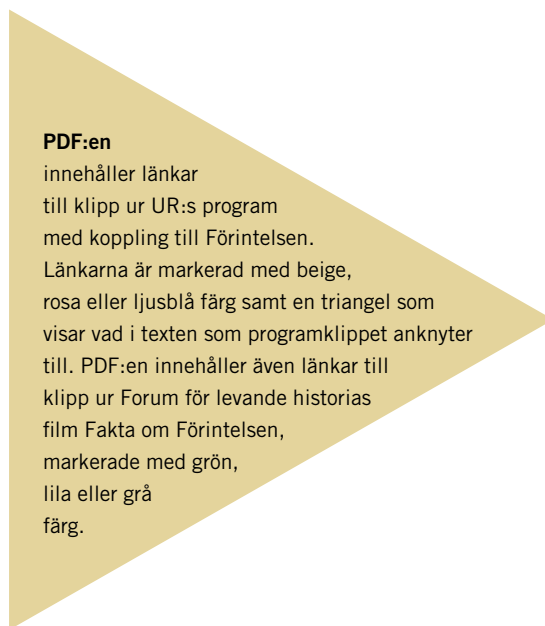 PDF:en
innehåller länkar
till klipp ur UR:s program
med koppling till Förintelsen.
Länkarna är markerad med beige,
rosa eller ljusblå färg samt en triangel som
visar vad i texten som programklippet anknyter
till. PDF:en innehåller även länkar till
klipp ur Forum för levande historias
film Fakta om Förintelsen,
markerade med grön,
lila eller grå
färg.